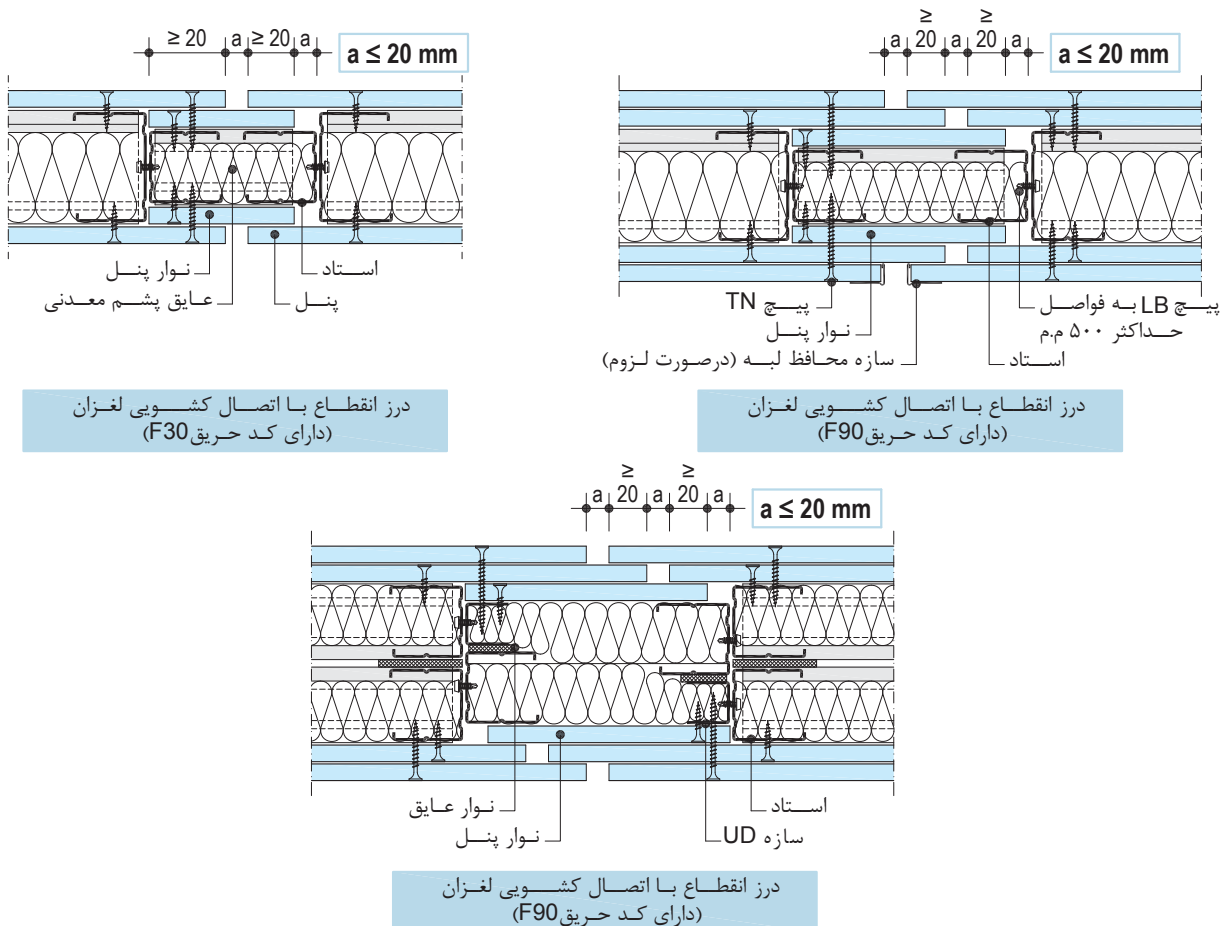 ≥ 20 a ≥ 20 a
a ≤ 20 mm
نوار پنل
عایق پشم معدنی
استاد
پنل
درز انقطاع با اتصال کشویی لغزان
(دارای کد حریق F30)
≥ ≥
a 20 a 20 a
a ≤ 20 mm
پیچ TN
نوار پنل
سازه محافظ لبه (درصورت لزوم)
پیچ LB به فواصل
حداکثر ۵۰۰ م.م
استاد
درز انقطاع با اتصال کشویی لغزان
(دارای کد حریق F90)
≥ ≥
a 20 a 20 a
a ≤ 20 mm
نوار عایق
نوار پنل
استاد
سازه UD
درز انقطاع با اتصال کشویی لغزان
(دارای کد حریق F90)